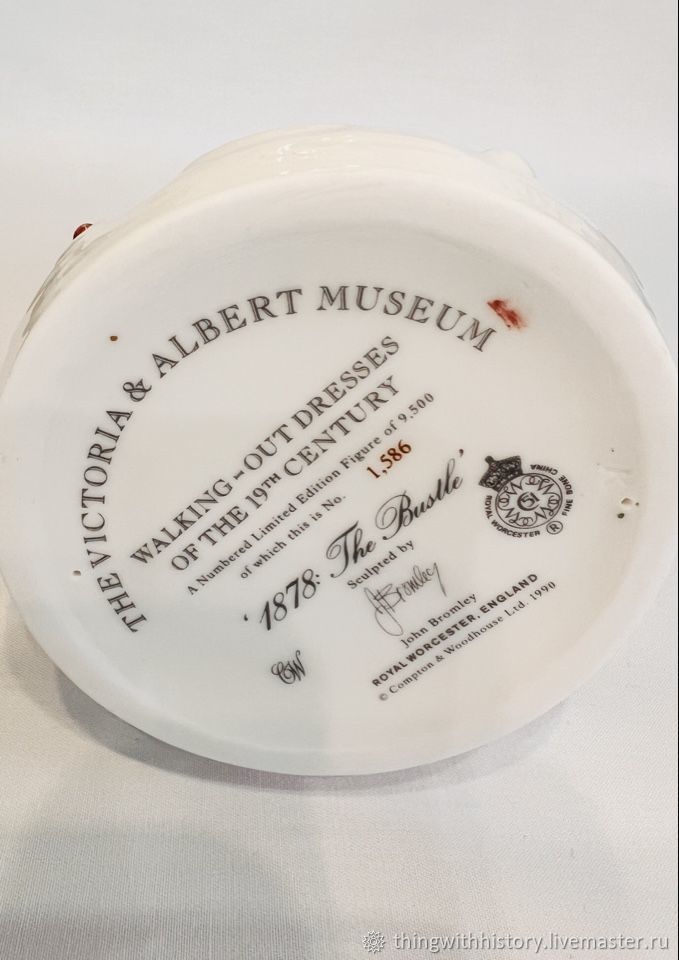 THE VICTORIA & ALBERT MUSEUM
WALKING-OUT DRESSES
OF THE 19TH CENTURY
A Numbered Limited Edition Figure of 9.500
of which this is No. 1,586
'1878: The Bustle'
Sculpted by
JBromley
John Bromley
ROYAL WORCESTER, ENGLAND
© Compton & Woodhouse Ltd. 1990
CW
ROYAL WORCESTER
FINE BONE CHINA
51
®
thingwithhistory.livemaster.ru